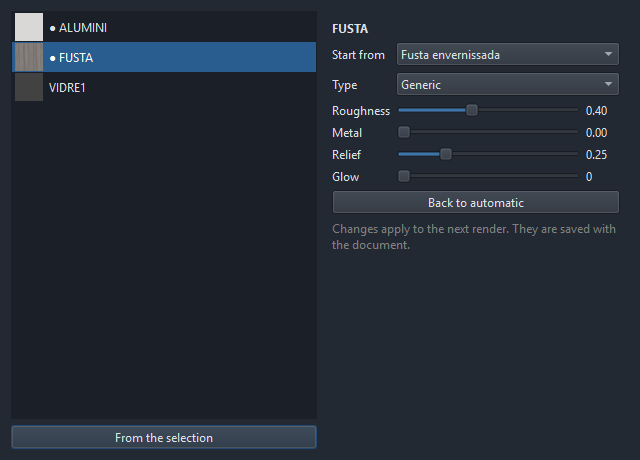 ● ALUMINI
● FUSTA
VIDRE1
From the selection
FUSTA
Start from Fusta envernissada
Type Generic
Roughness 0.40
Metal 0.00
Relief 0.25
Glow 0
Back to automatic
Changes apply to the next render. They are saved with
the document.